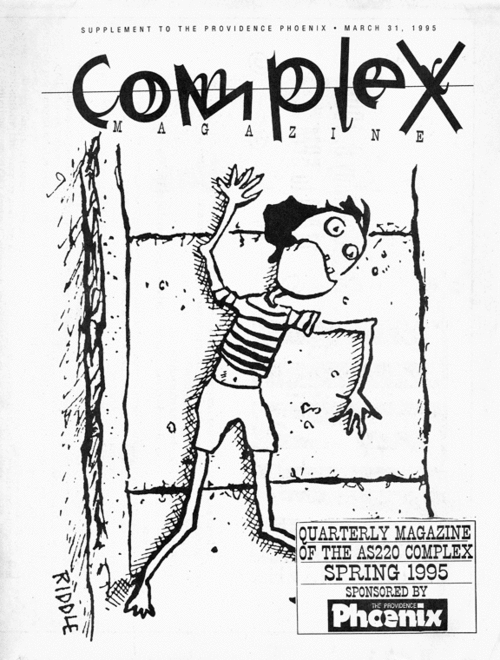 SUPPLEMENT TO THE PROVIDENCE PHOENIX • MARCH 31, 1995
complex
MAGAZINE
RIDDLE
QUARTERLY MAGAZINE
OF THE AS220 COMPLEX
SPRING 1995
SPONSORED BY
THE PROVIDENCE
Phoenix